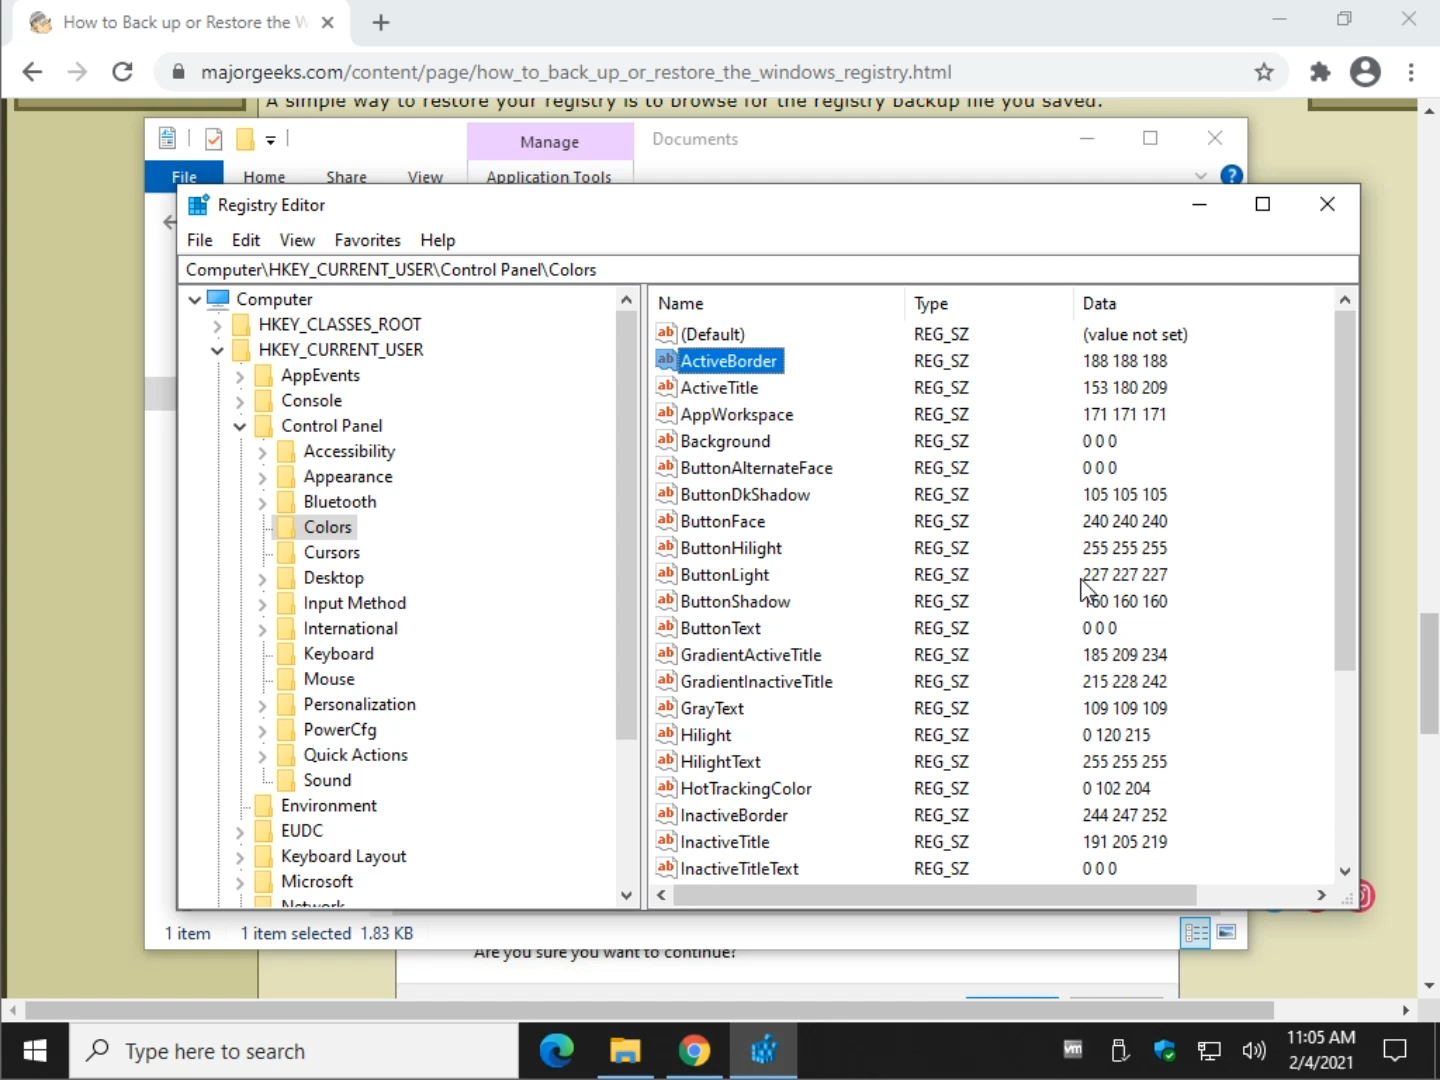 How to Back up or Restore the W
majorgeeks.com/content/page/how_to_back_up_or_restore_the_windows_registry.html
A simple way to restore your registry is to browse for the registry backup file you saved.
Manage
Documents
File Home Share View Application Tools
Registry Editor
File Edit View Favorites Help
Computer\HKEY_CURRENT_USER\Control Panel\Colors
Computer
HKEY_CLASSES_ROOT
HKEY_CURRENT_USER
AppEvents
Console
Control Panel
Accessibility
Appearance
Bluetooth
Colors
Cursors
Desktop
Input Method
International
Keyboard
Mouse
Personalization
PowerCfg
Quick Actions
Sound
Environment
EUDC
Keyboard Layout
Microsoft
Network
Name Type Data
(Default) REG_SZ (value not set)
ActiveBorder REG_SZ 188 188 188
ActiveTitle REG_SZ 153 180 209
AppWorkspace REG_SZ 171 171 171
Background REG_SZ 0 0 0
ButtonAlternateFace REG_SZ 0 0 0
ButtonDkShadow REG_SZ 105 105 105
ButtonFace REG_SZ 240 240 240
ButtonHilight REG_SZ 255 255 255
ButtonLight REG_SZ 227 227 227
ButtonShadow REG_SZ 160 160 160
ButtonText REG_SZ 0 0 0
GradientActiveTitle REG_SZ 185 209 234
GradientInactiveTitle REG_SZ 215 228 242
GrayText REG_SZ 109 109 109
Hilight REG_SZ 0 120 215
HilightText REG_SZ 255 255 255
HotTrackingColor REG_SZ 0 102 204
InactiveBorder REG_SZ 244 247 252
InactiveTitle REG_SZ 191 205 219
InactiveTitleText REG_SZ 0 0 0
1 item 1 item selected 1.83 KB
Are you sure you want to continue?
Type here to search
vm
11:05 AM
2/4/2021